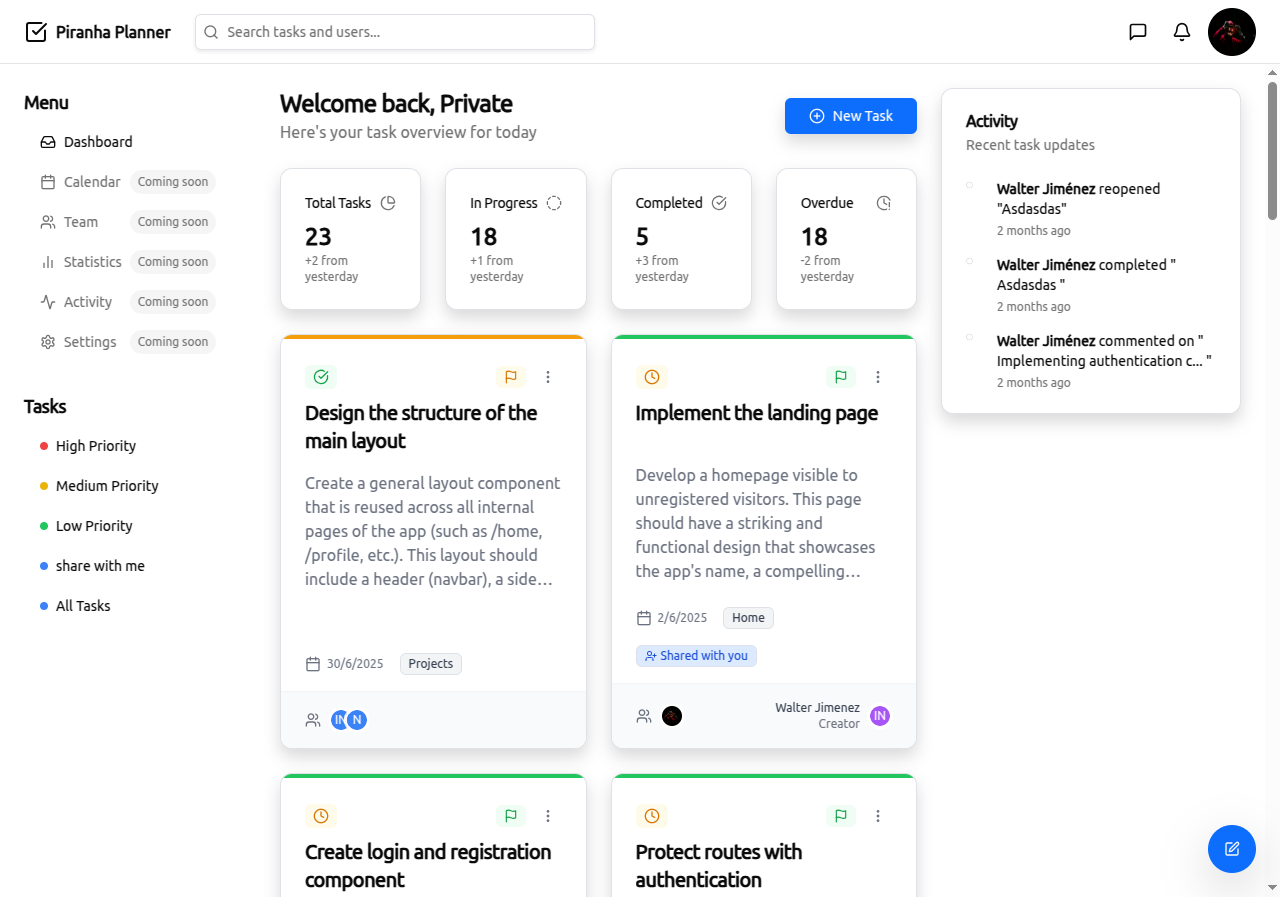 Piranha Planner
Search tasks and users...
Menu
Dashboard
Calendar
Coming soon
Team
Coming soon
Statistics
Coming soon
Activity
Coming soon
Settings
Coming soon
Tasks
High Priority
Medium Priority
Low Priority
share with me
All Tasks
Welcome back, Private
Here's your task overview for today
New Task
Total Tasks
23
+2 from
yesterday
In Progress
18
+1 from
yesterday
Completed
5
+3 from
yesterday
Overdue
18
-2 from
yesterday
Design the structure of the
main layout
Create a general layout component
that is reused across all internal
pages of the app (such as /home,
/profile, etc.). This layout should
include a header (navbar), a side…
30/6/2025
Projects
IN
N
Implement the landing page
Develop a homepage visible to
unregistered visitors. This page
should have a striking and
functional design that showcases
the app's name, a compelling…
2/6/2025
Home
Shared with you
Walter Jimenez
Creator
IN
Create login and registration
component
Protect routes with
authentication
Activity
Recent task updates
Walter Jiménez reopened
"Asdasdas"
2 months ago
Walter Jiménez completed "
Asdasdas "
2 months ago
Walter Jiménez commented on "
Implementing authentication c... "
2 months ago